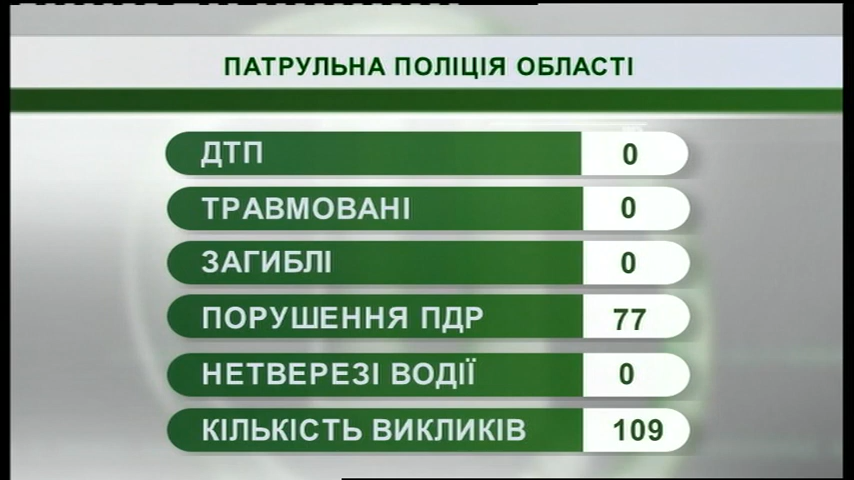 ПАТРУЛЬНА ПОЛІЦІЯ ОБЛАСТІ
ДТП 0
ТРАВМОВАНІ 0
ЗАГИБЛІ 0
ПОРУШЕННЯ ПДР 77
НЕТВЕРЕЗІ ВОДІЇ 0
КІЛЬКІСТЬ ВИКЛИКІВ 109